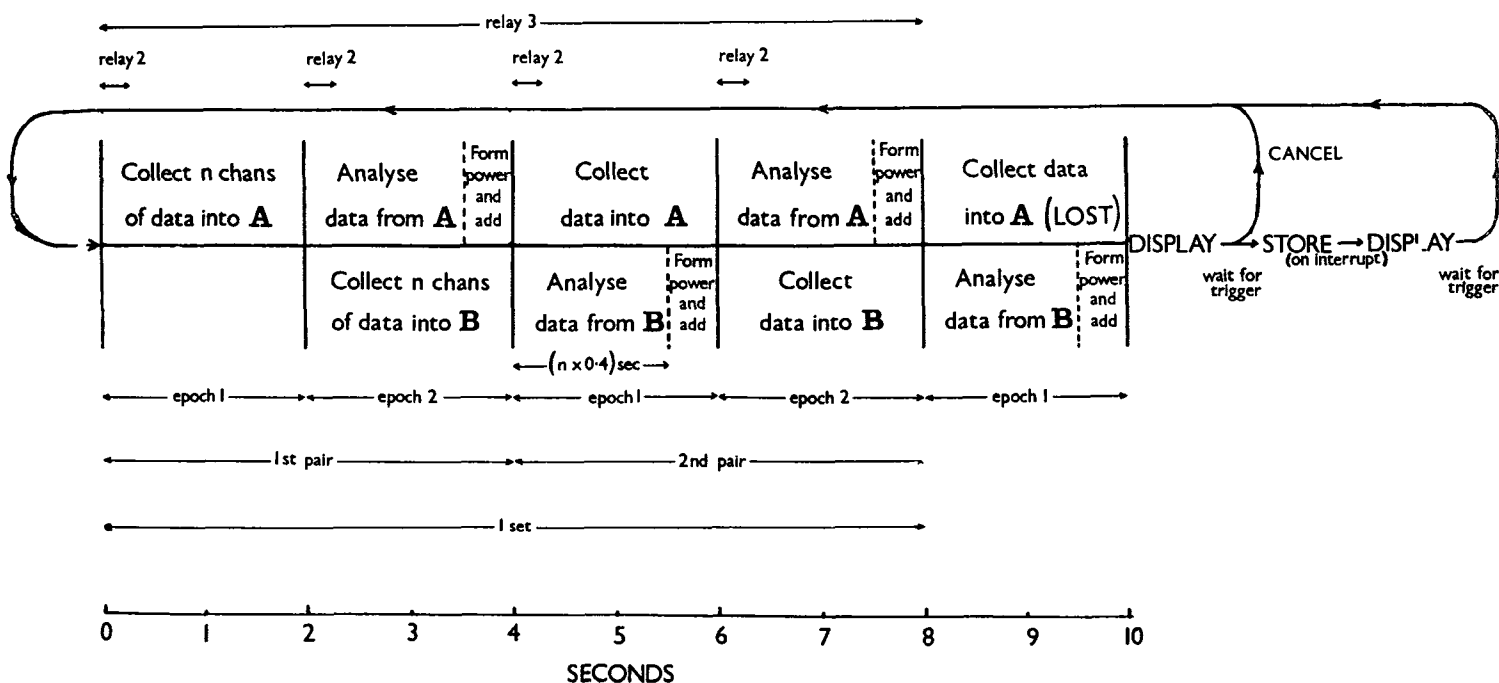 relay 3
relay 2 relay 2 relay 2 relay 2
CANCEL
Collect n chans of data into A
Analyse data from A
Form power and add
Collect data into A
Analyse data from A
Form power and add
Collect data into A (LOST)
DISPLAY STORE DISPLAY
(on interrupt)
wait for trigger
wait for trigger
Collect n chans of data into B
Analyse data from B
Form power and add
Collect data into B
Analyse data from B
Form power and add
(n x 0·4) sec
epoch 1 epoch 2 epoch 1 epoch 2 epoch 1
1st pair 2nd pair
1 set
0 1 2 3 4 5 6 7 8 9 10
SECONDS